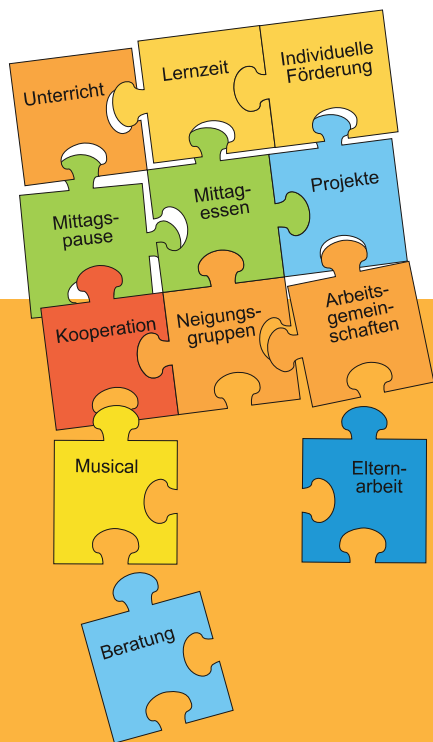 Unterricht
Lernzeit
Individuelle
Förderung
Mittags-
pause
Mittag-
essen
Projekte
Kooperation
Neigungs-
gruppen
Arbeits-
gemein-
schaften
Musical
Eltern-
arbeit
Beratung